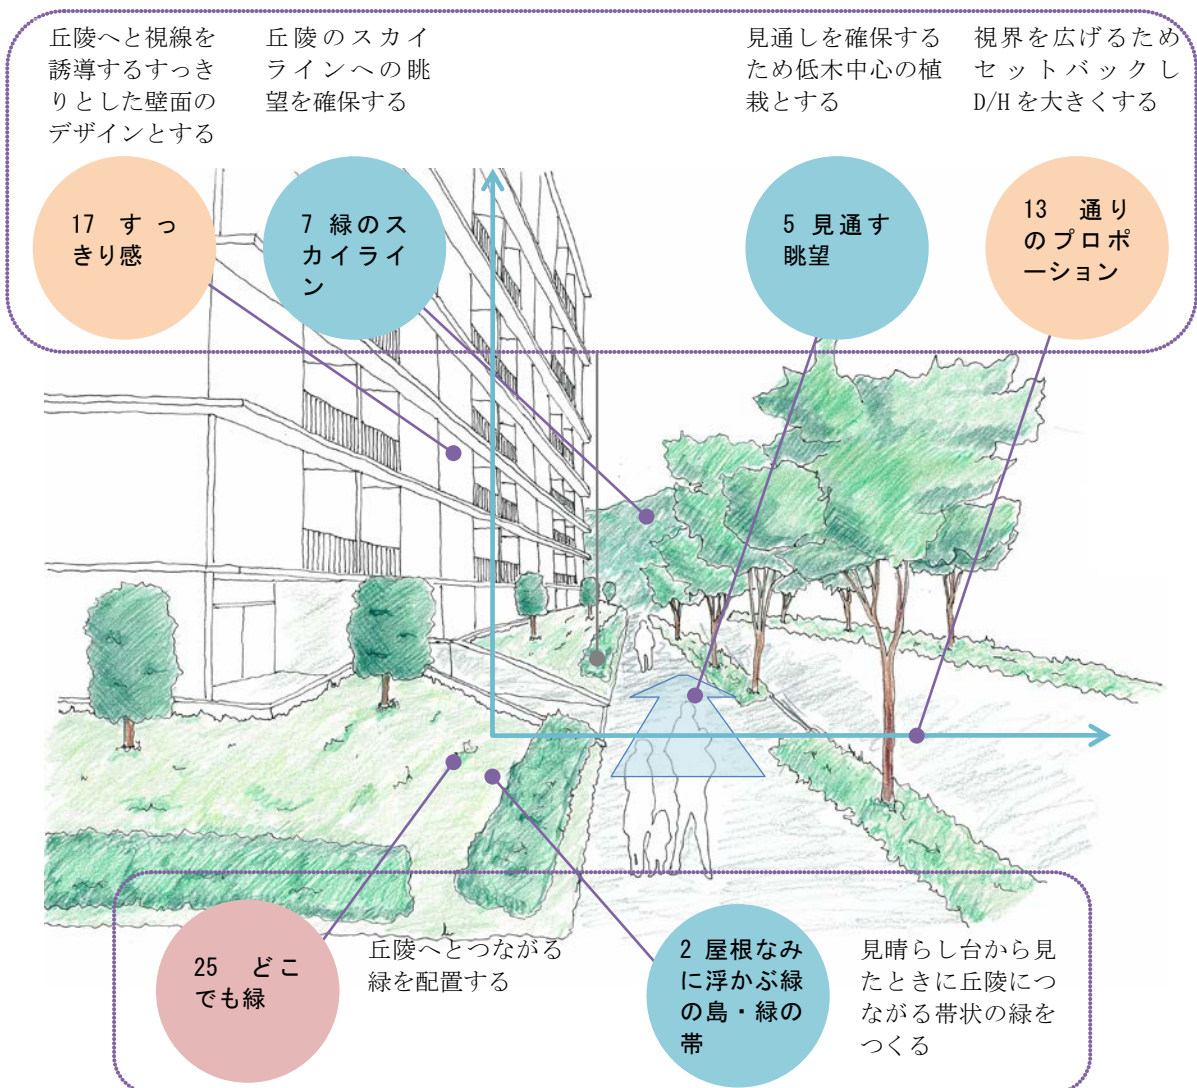 丘陵へと視線を
誘導するすっき
りとした壁面の
デザインとする
丘陵のスカイ
ラインへの眺
望を確保する
見通しを確保する
ため低木中心の植
栽とする
視界を広げるため
セットバックし
D/Hを大きくする
17 すっ
きり感
7 緑のス
カイライ
ン
5 見通す
眺望
13 通り
のプロポ
ーション
25 どこ
でも緑
丘陵へとつながる
緑を配置する
2 屋根なみ
に浮かぶ緑
の島・緑の
帯
見晴らし台から見
たときに丘陵につ
ながる帯状の緑を
つくる